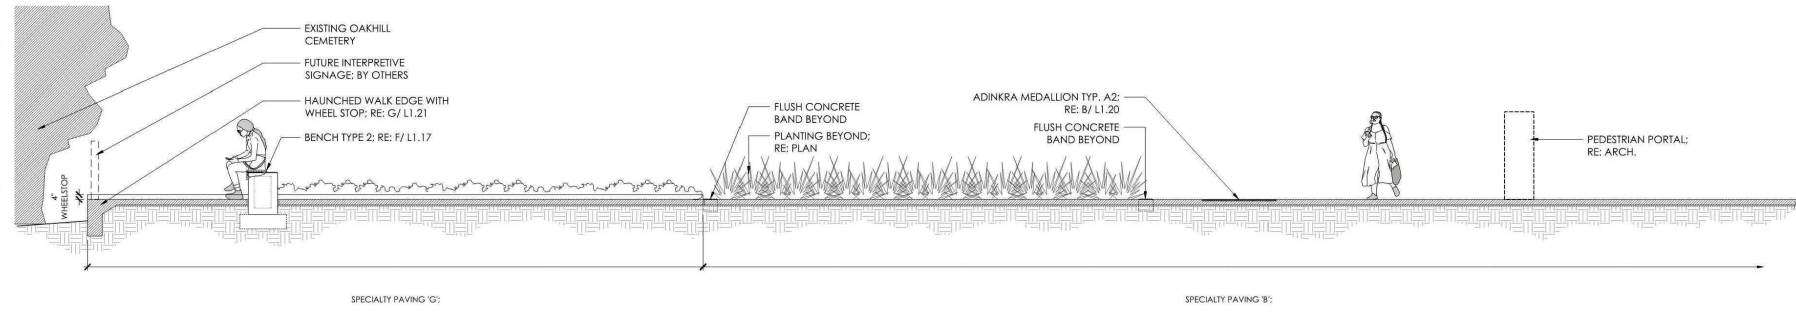 EXISTING OAKHILL
CEMETERY
FUTURE INTERPRETIVE
SIGNAGE; BY OTHERS
HAUNCHED WALK EDGE WITH
WHEEL STOP; RE: G/ L1.21
BENCH TYPE 2; RE: F/ L1.17
4"
WHEELSTOP
FLUSH CONCRETE
BAND BEYOND
PLANTING BEYOND;
RE: PLAN
ADINKRA MEDALLION TYP. A2;
RE: B/ L1.20
FLUSH CONCRETE
BAND BEYOND
PEDESTRIAN PORTAL;
RE: ARCH.
SPECIALTY PAVING 'G';
SPECIALTY PAVING 'B';